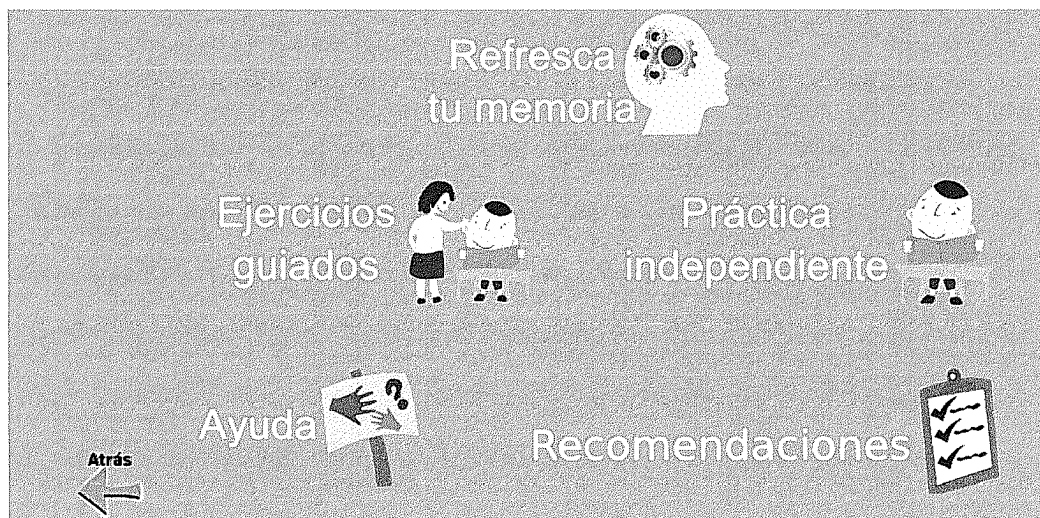 Refresca
tu memoria
Ejercicios
guiados
Práctica
independiente
Ayuda
?
Recomendaciones
Atrás